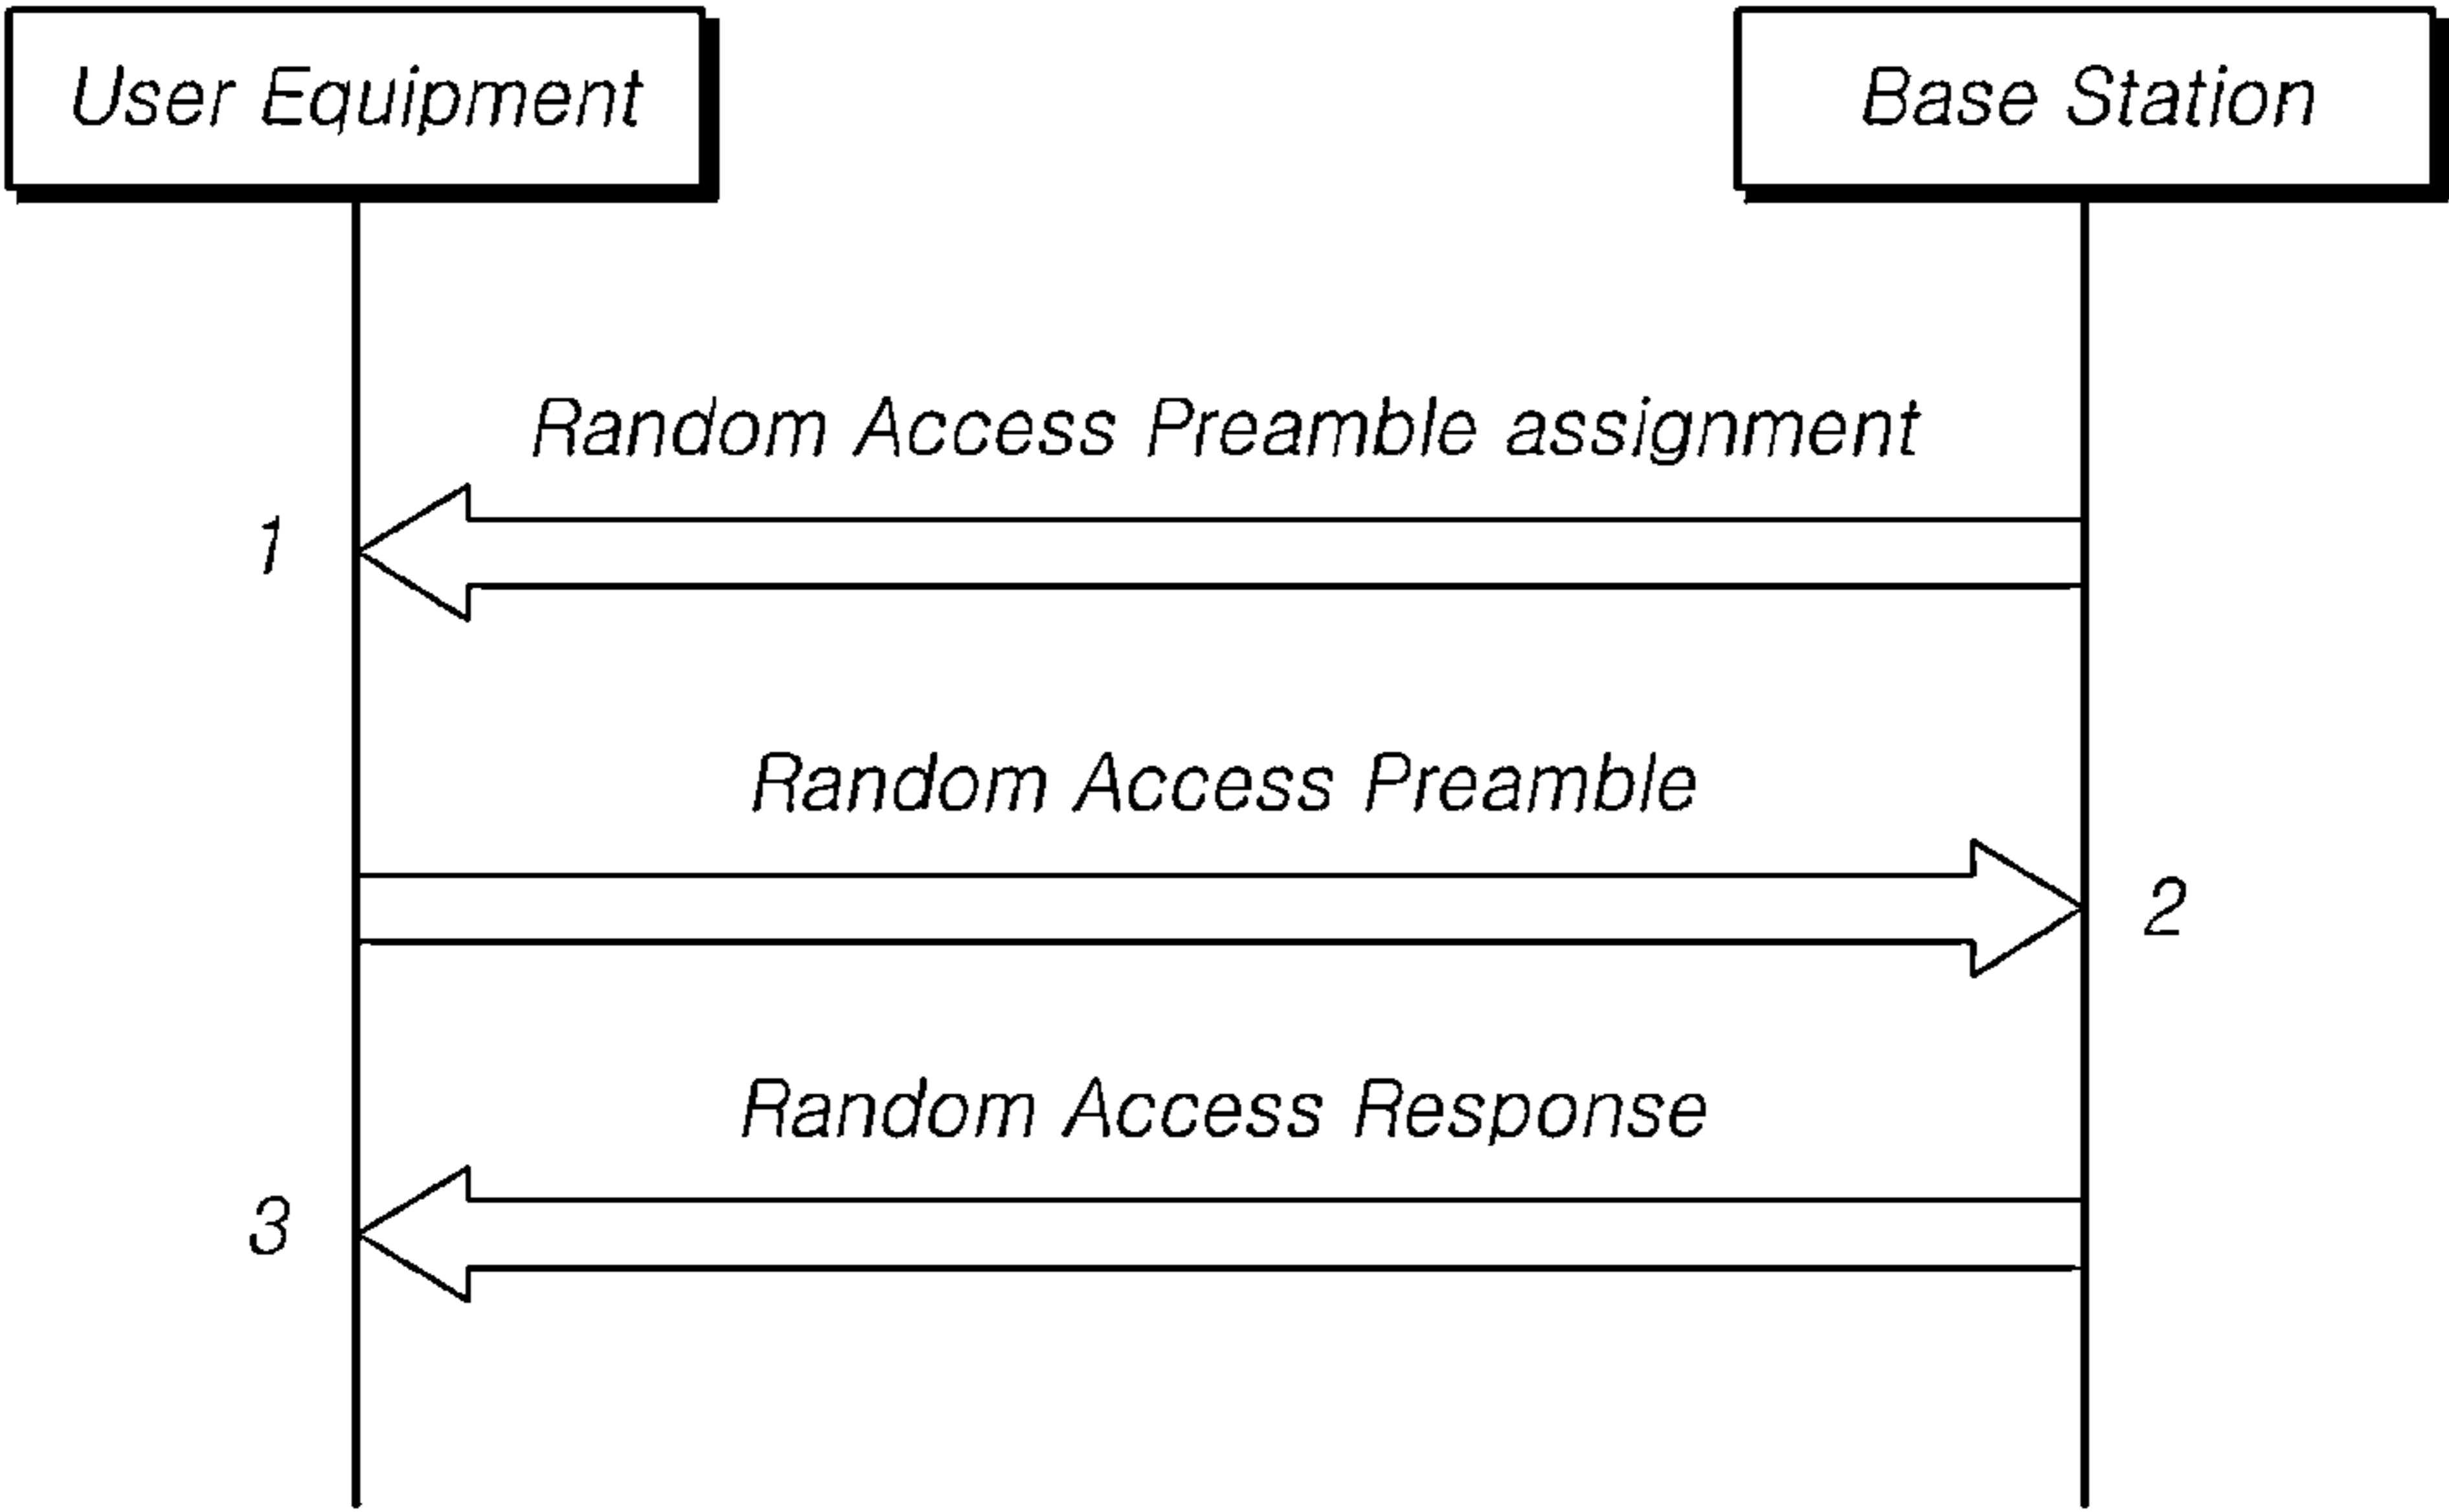 User Equipment
Base Station
Random Access Preamble assignment
1
Random Access Preamble
2
Random Access Response
3